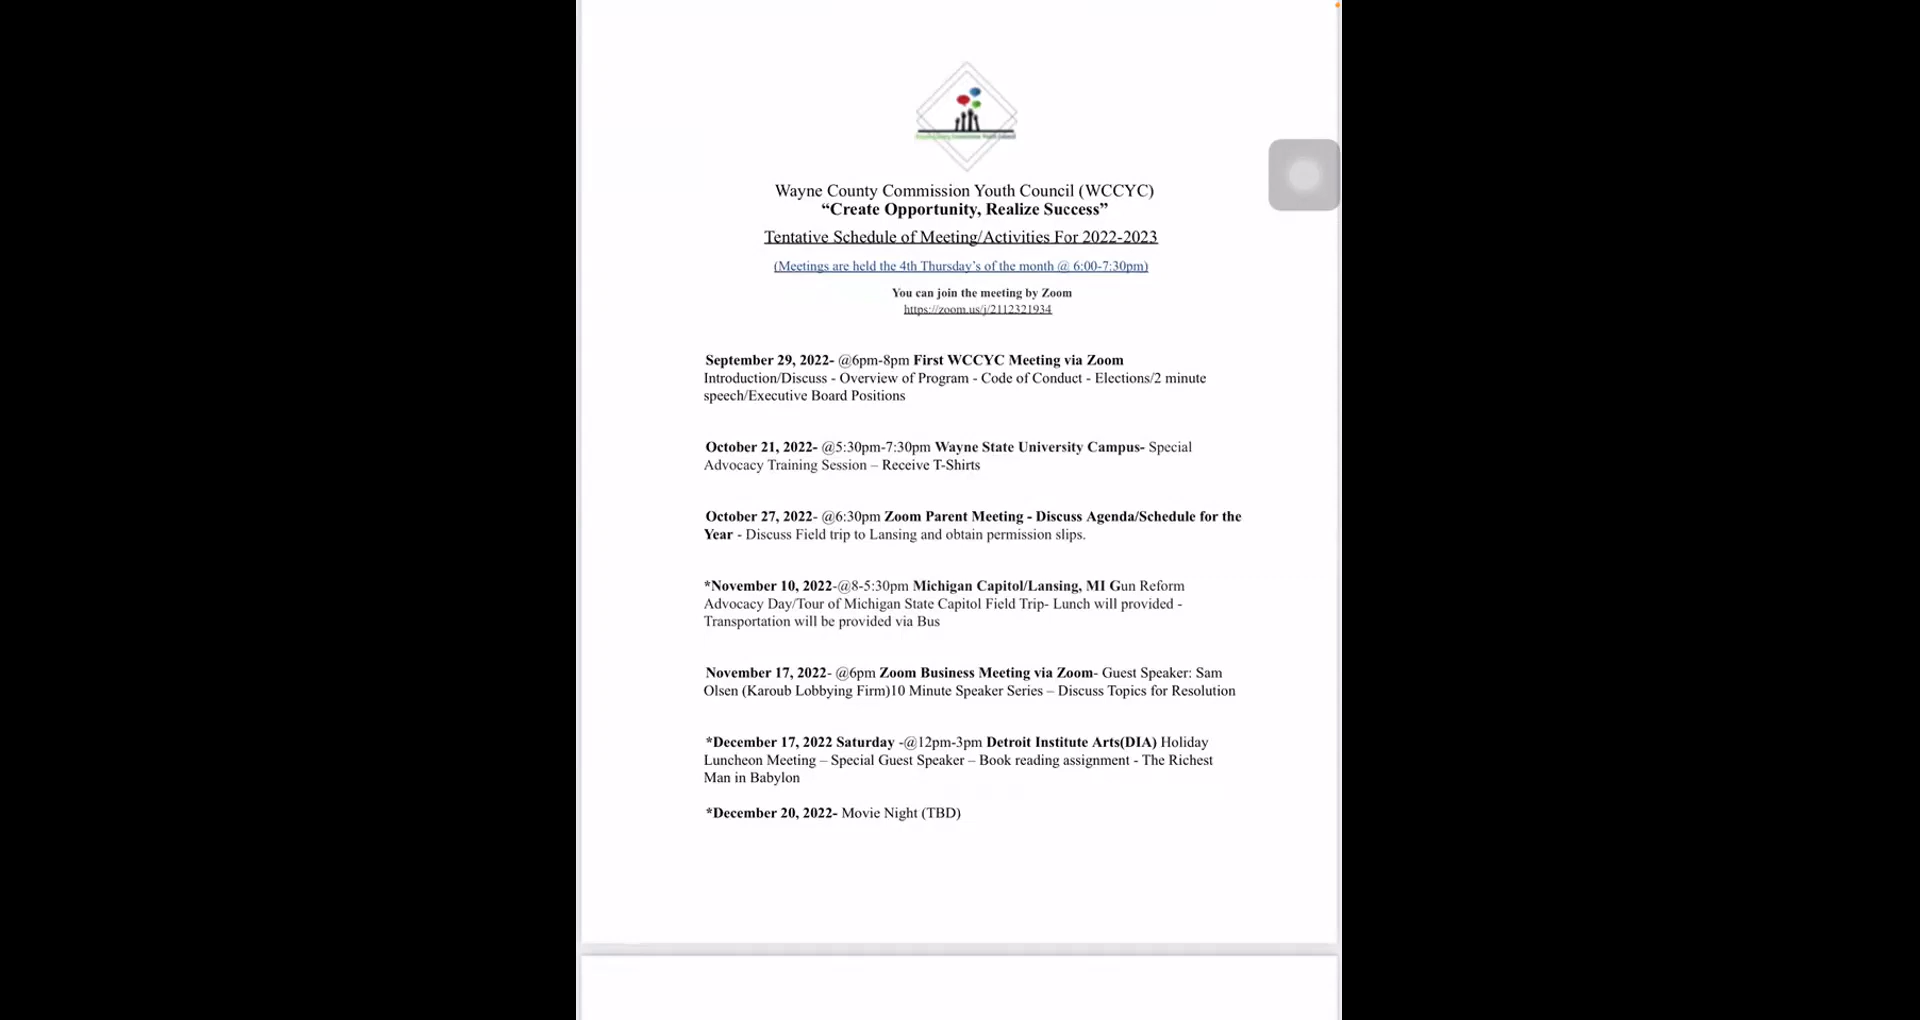 Wayne County Commission Youth Council (WCCYC)
“Create Opportunity, Realize Success”
Tentative Schedule of Meeting/Activities For 2022-2023
(Meetings are held the 4th Thursday’s of the month @ 6:00-7:30pm)
You can join the meeting by Zoom
https://zoom.us/j/2112321934
September 29, 2022- @6pm-8pm First WCCYC Meeting via Zoom
Introduction/Discuss - Overview of Program - Code of Conduct - Elections/2 minute
speech/Executive Board Positions
October 21, 2022- @5:30pm-7:30pm Wayne State University Campus- Special
Advocacy Training Session – Receive T-Shirts
October 27, 2022- @6:30pm Zoom Parent Meeting - Discuss Agenda/Schedule for the
Year - Discuss Field trip to Lansing and obtain permission slips.
*November 10, 2022-@8-5:30pm Michigan Capitol/Lansing, MI Gun Reform
Advocacy Day/Tour of Michigan State Capitol Field Trip- Lunch will provided -
Transportation will be provided via Bus
November 17, 2022- @6pm Zoom Business Meeting via Zoom- Guest Speaker: Sam
Olsen (Karoub Lobbying Firm)10 Minute Speaker Series – Discuss Topics for Resolution
*December 17, 2022 Saturday -@12pm-3pm Detroit Institute Arts(DIA) Holiday
Luncheon Meeting – Special Guest Speaker – Book reading assignment - The Richest
Man in Babylon
*December 20, 2022- Movie Night (TBD)